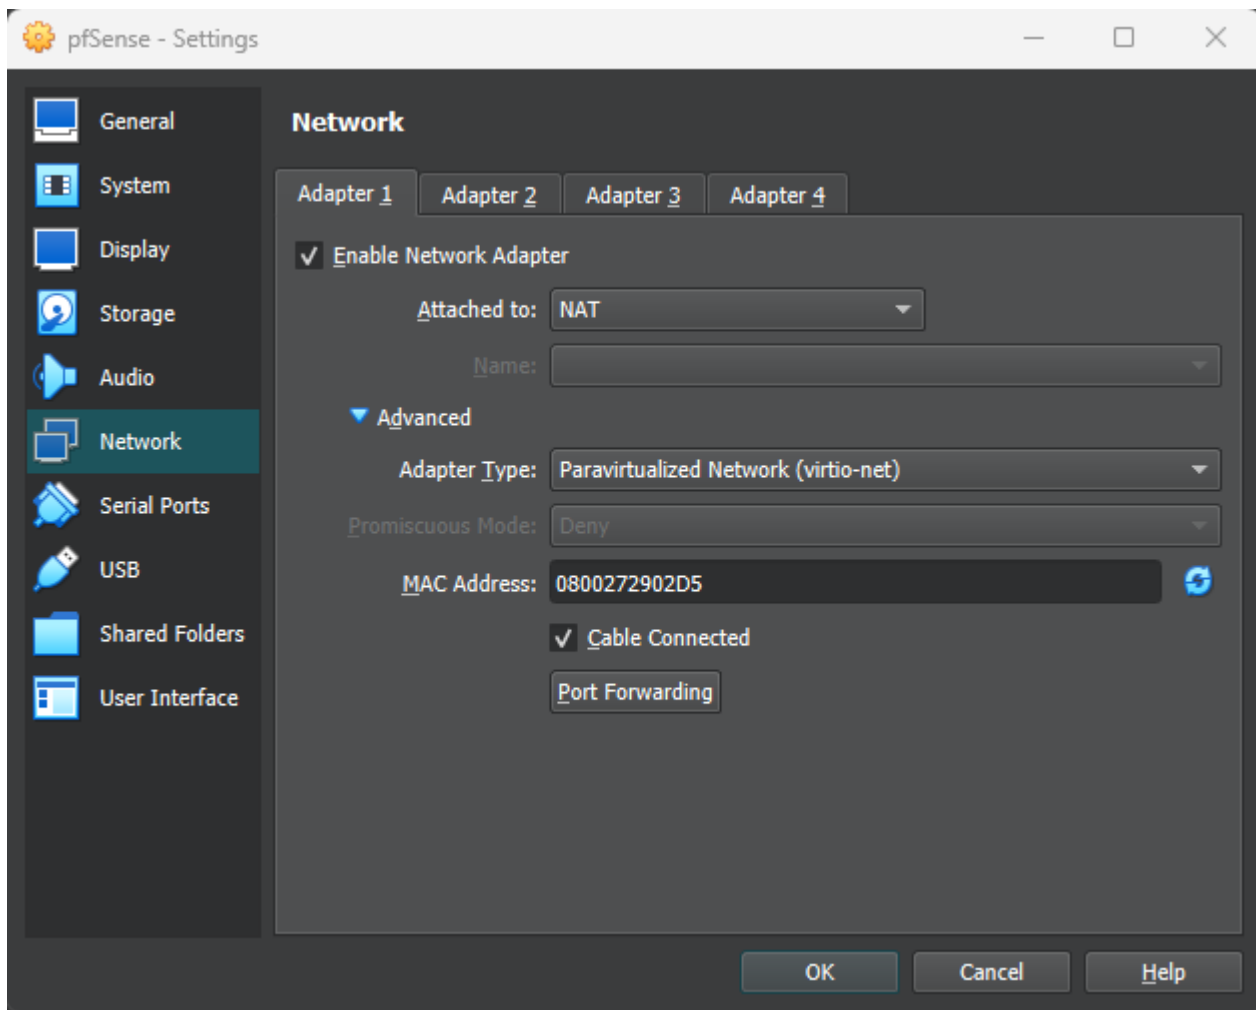 pfSense - Settings
General
System
Display
Storage
Audio
Network
Serial Ports
USB
Shared Folders
User Interface
Network
Adapter 1 Adapter 2 Adapter 3 Adapter 4
Enable Network Adapter
Attached to: NAT
Name:
Advanced
Adapter Type: Paravirtualized Network (virtio-net)
Promiscuous Mode: Deny
MAC Address: 0800272902D5
Cable Connected
Port Forwarding
OK Cancel Help